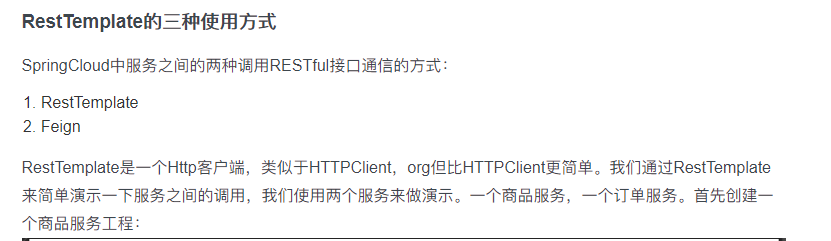 RestTemplate的三种使用方式
SpringCloud中服务之间的两种调用RESTful接口通信的方式：
1. RestTemplate
2. Feign
RestTemplate是一个Http客户端，类似于HTTPClient，org但比HTTPClient更简单。我们通过RestTemplate
来简单演示一下服务之间的调用，我们使用两个服务来做演示。一个商品服务，一个订单服务。首先创建一
个商品服务工程：